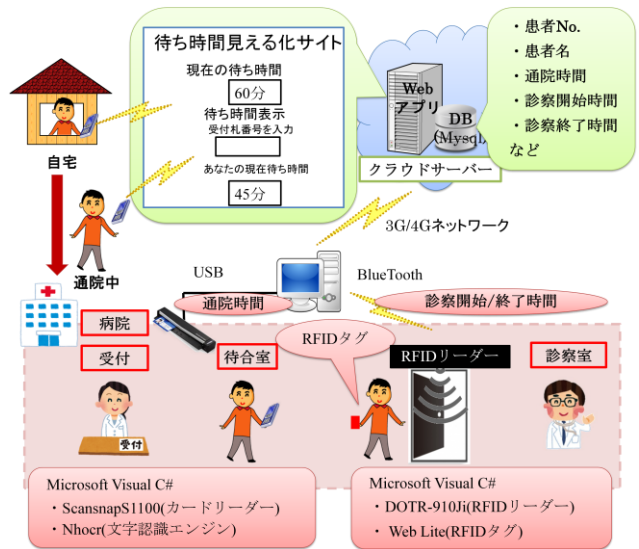 待ち時間見える化サイト
現在の待ち時間
60分
待ち時間表示
受付札番号を入力
あなたの現在待ち時間
45分
Web
アプリ
DB
(Mysql)
クラウドサーバー
・患者No.
・患者名
・通院時間
・診察開始時間
・診察終了時間
など
自宅
通院中
3G/4Gネットワーク
USB
BlueTooth
通院時間
診察開始/終了時間
病院
受付
待合室
RFIDタグ
RFIDリーダー
診察室
受付
Microsoft Visual C#
・ScansnapS1100(カードリーダー)
・Nhocr(文字認識エンジン)
Microsoft Visual C#
・DOTR-910Ji(RFIDリーダー)
・Web Lite(RFIDタグ)